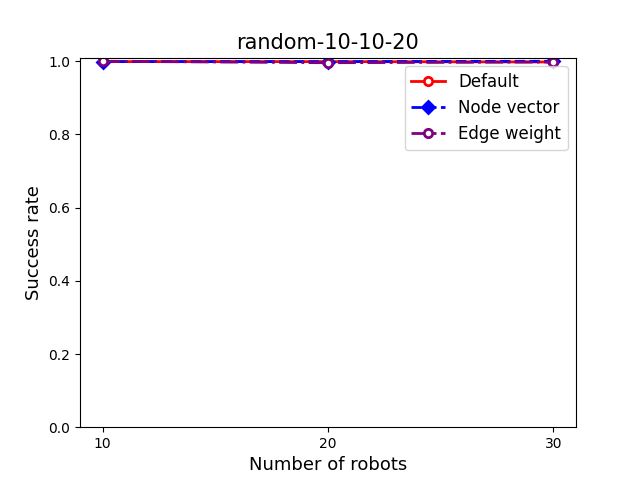 random-10-10-20
1.0
0.8
0.6
0.4
0.2
0.0
Success rate
Default
Node vector
Edge weight
10 20 30
Number of robots